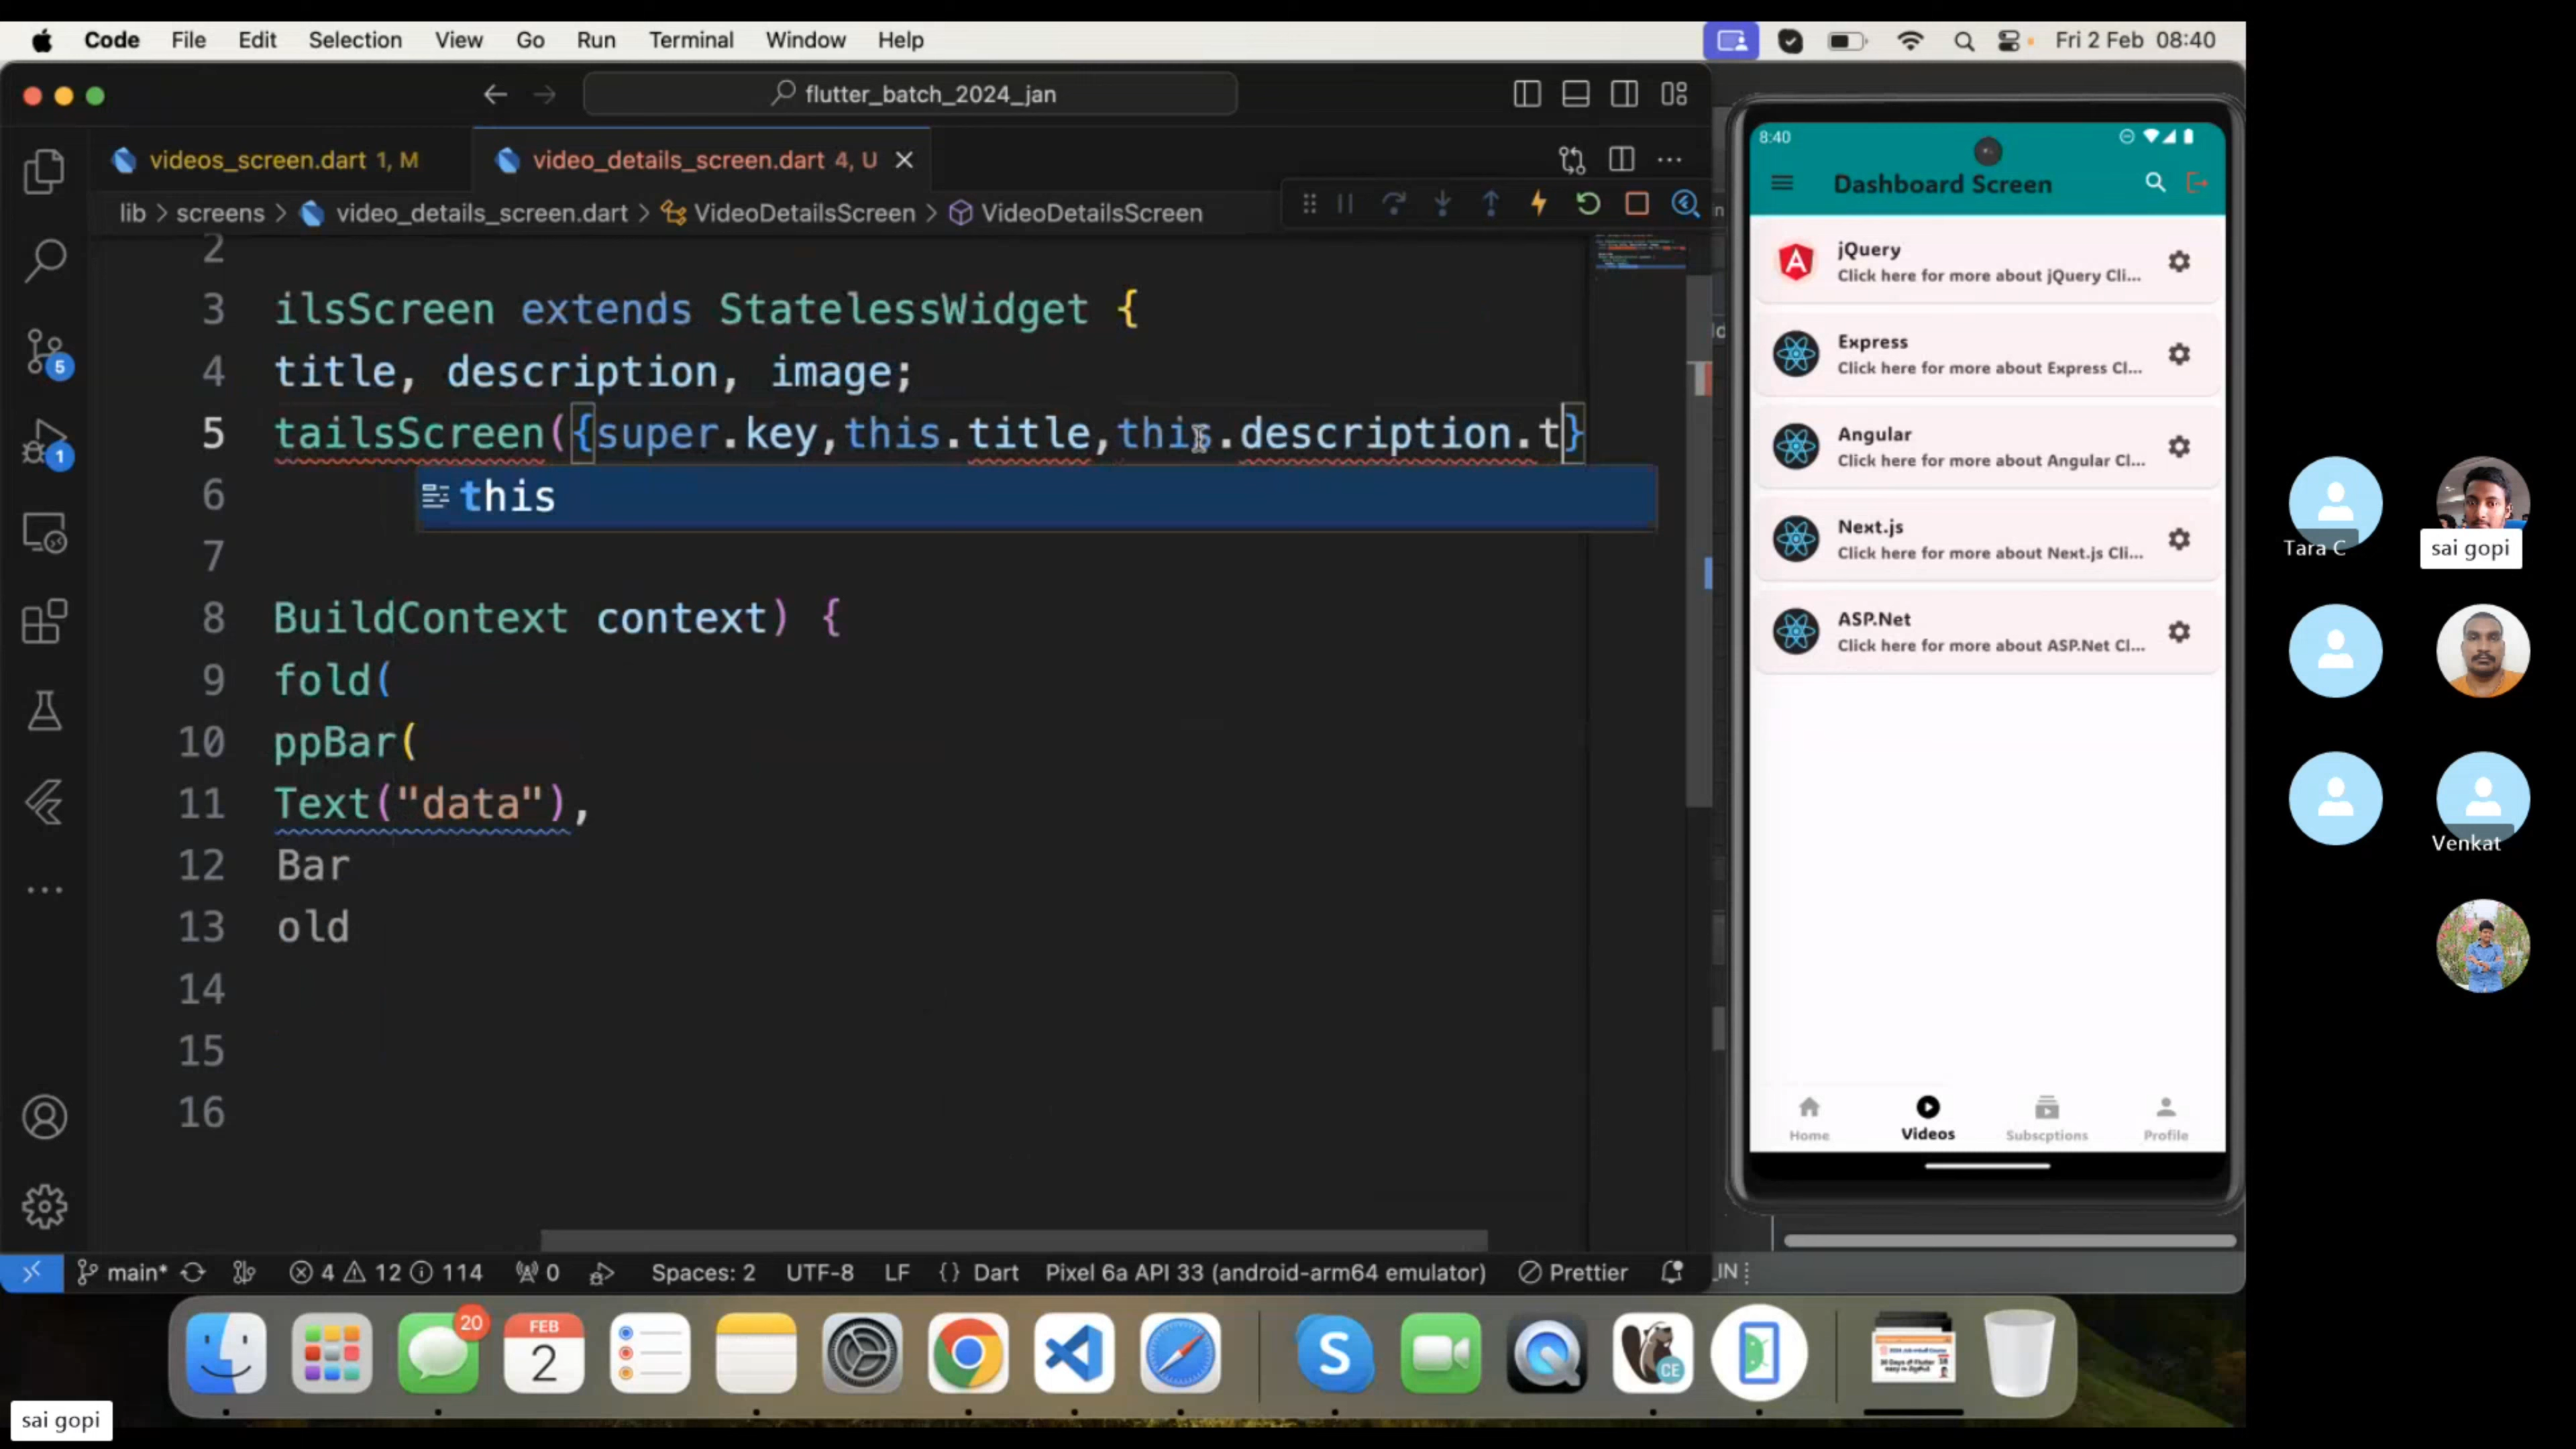 Code File Edit Selection View Go Run Terminal Window Help
Fri 2 Feb 08:40
flutter_batch_2024_jan
videos_screen.dart 1, M
video_details_screen.dart 4, U
lib > screens > video_details_screen.dart > VideoDetailsScreen > VideoDetailsScreen
2
3 ilsScreen extends StatelessWidget {
4 title, description, image;
5 tailsScreen({super.key,this.title,this.description.t}
this
6
7
8 BuildContext context) {
9 fold(
10 ppBar(
11 Text("data"),
12 Bar
13 old
14
15
16
5
1
main* 4 12 114 0 Spaces: 2 UTF-8 LF {} Dart Pixel 6a API 33 (android-arm64 emulator) Prettier
8:40
Dashboard Screen
jQuery
Click here for more about jQuery Cli...
Express
Click here for more about Express Cl...
Angular
Click here for more about Angular Cl...
Next.js
Click here for more about Next.js Cli...
ASP.Net
Click here for more about ASP.Net Cl...
Home Videos Subscptions Profile
Tara C
sai gopi
Venkat
20
FEB
2
CE
sai gopi